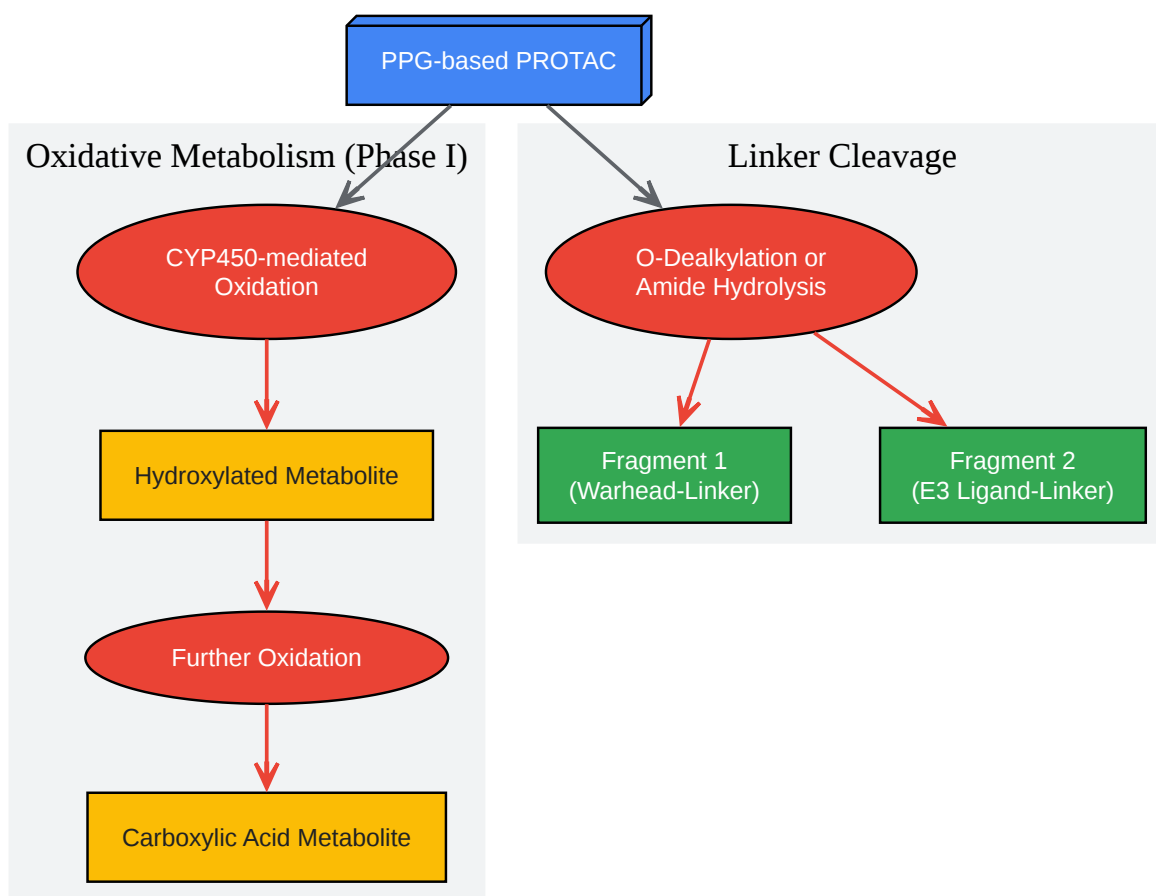 PPG-based PROTAC
Oxidative Metabolism (Phase I)
CYP450-mediated
Oxidation
Hydroxylated Metabolite
Further Oxidation
Carboxylic Acid Metabolite
Linker Cleavage
O-Dealkylation or
Amide Hydrolysis
Fragment 1
(Warhead-Linker)
Fragment 2
(E3 Ligand-Linker)